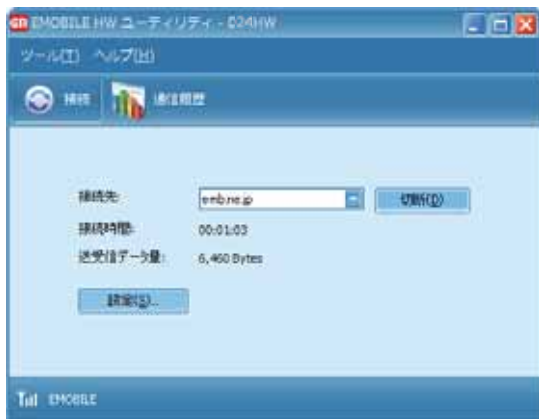 EMOBILE HW ユーティリティ - D24HW
ツール(T) ヘルプ(H)
接続 通信履歴
接続先: emb.ne.jp 切断(D)
接続時間: 00:01:03
送受信データ量: 6,460 Bytes
設定(S)...
EMOBILE